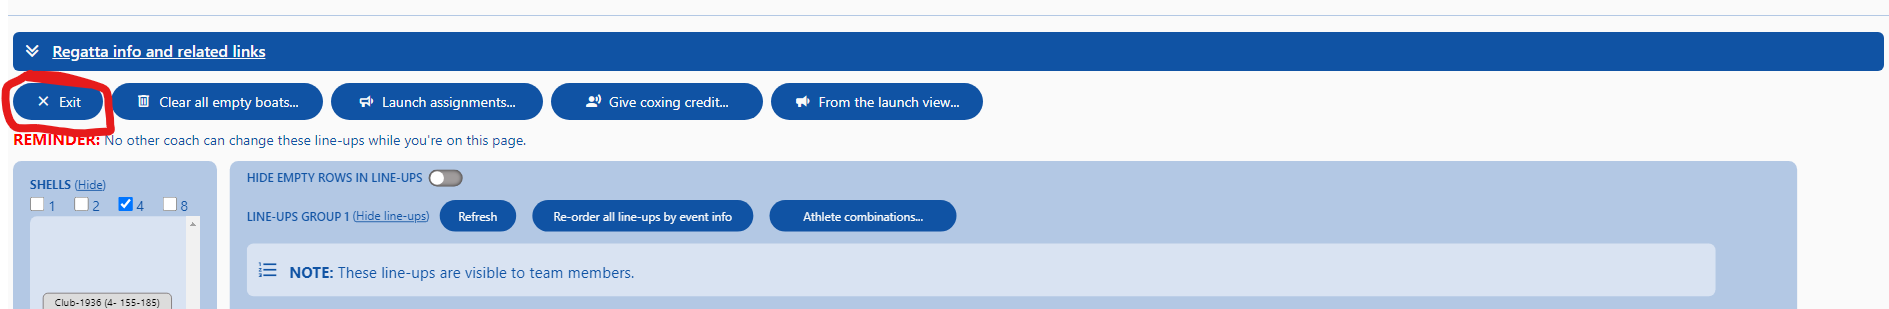 Regatta info and related links
Exit Clear all empty boats... Launch assignments... Give coxing credit... From the launch view...
REMINDER: No other coach can change these line-ups while you're on this page.
SHELLS (Hide)
1 2 4 8
Club-1936 (4- 155-185)
HIDE EMPTY ROWS IN LINE-UPS
LINE-UPS GROUP 1 (Hide line-ups) Refresh Re-order all line-ups by event info Athlete combinations...
NOTE: These line-ups are visible to team members.